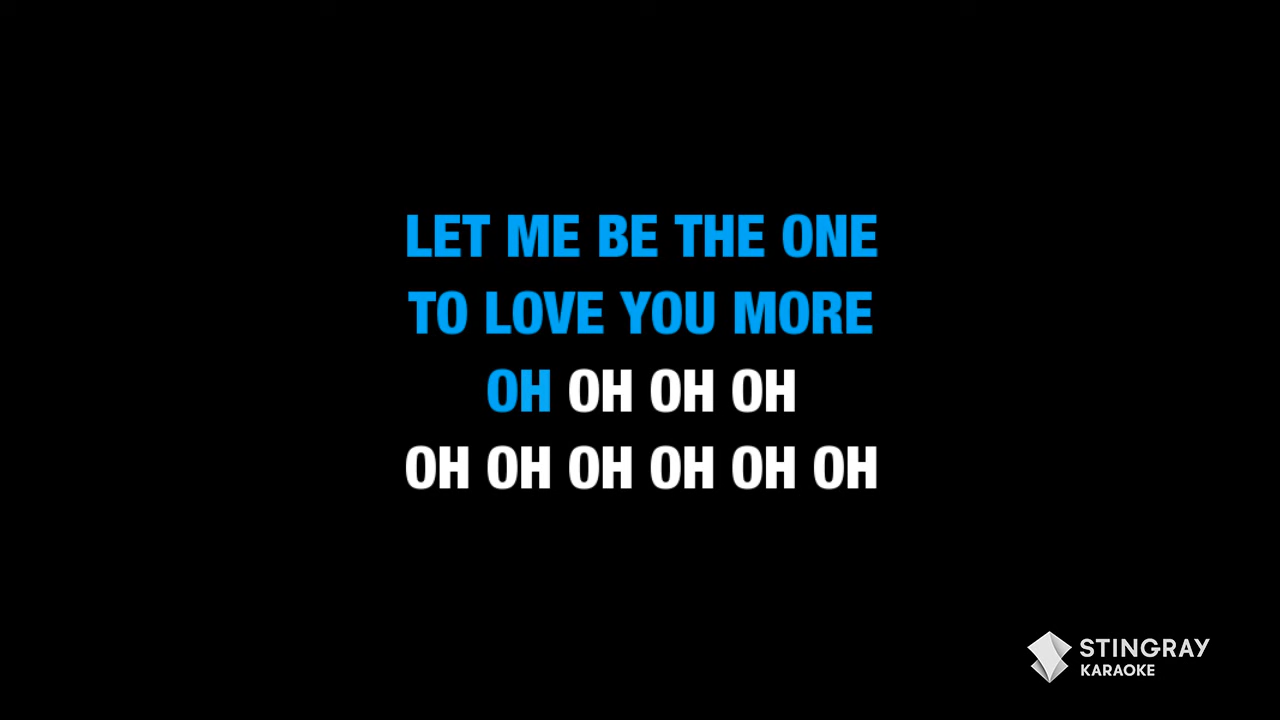 LET ME BE THE ONE
TO LOVE YOU MORE
OH OH OH OH
OH OH OH OH OH OH
STINGRAY
KARAOKE